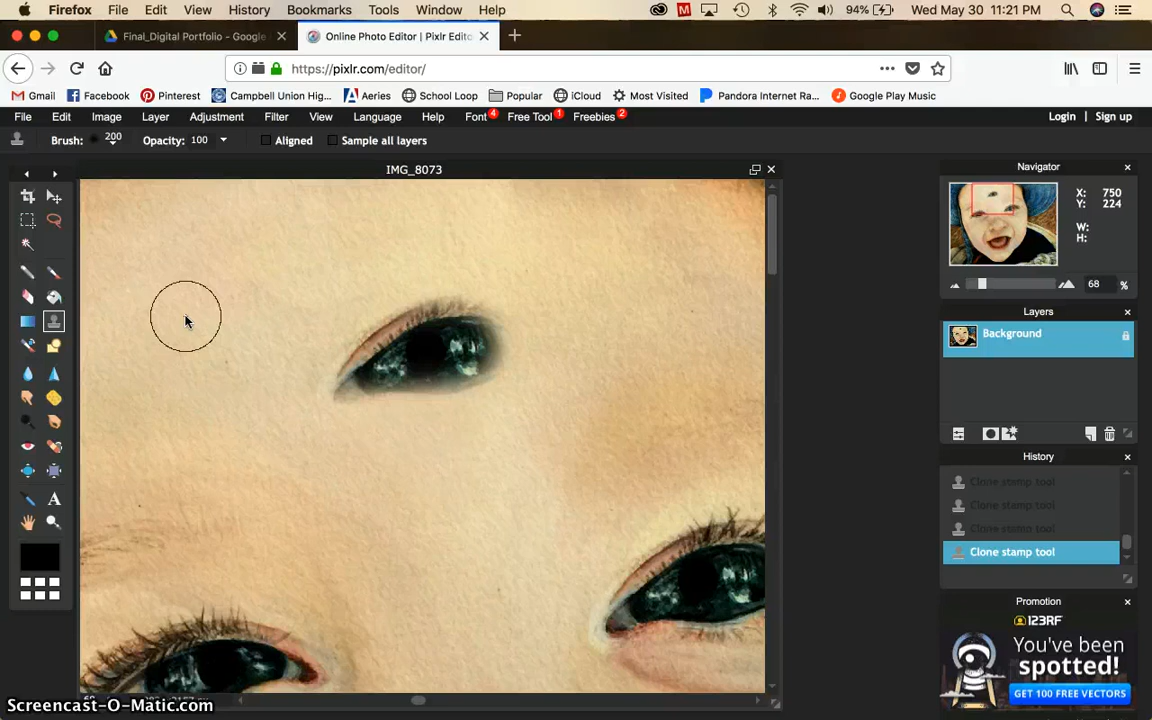 Firefox File Edit View History Bookmarks Tools Window Help 94% Wed May 30 11:21 PM
Final_Digital Portfolio - Google
Online Photo Editor | Pixlr Edito
https://pixlr.com/editor/
Gmail Facebook Pinterest Campbell Union Hig... Aeries School Loop Popular iCloud Most Visited Pandora Internet Ra... Google Play Music
File Edit Image Layer Adjustment Filter View Language Help Font 4 Free Tool 1 Freebies 2 Login | Sign up
Brush: 200 Opacity: 100 Aligned Sample all layers
IMG_8073
Navigator
X: 750
Y: 224
W:
H:
68 %
Layers
Background
History
Clone stamp tool
Clone stamp tool
Clone stamp tool
Clone stamp tool
Promotion
123RF
You've been
spotted!
GET 100 FREE VECTORS
Screencast-O-Matic.com